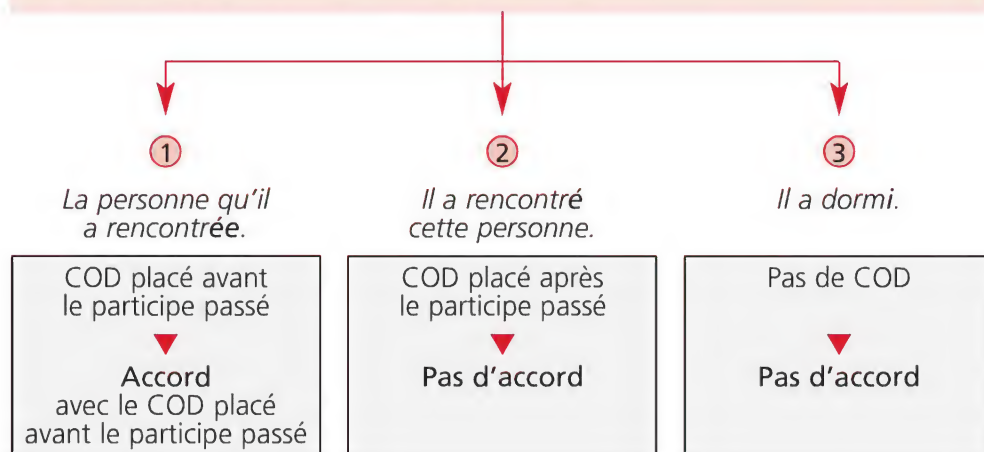 1
La personne qu'il
a rencontrée.
COD placé avant
le participe passé
Accord
avec le COD placé
avant le participe passé
2
Il a rencontré
cette personne.
COD placé après
le participe passé
Pas d'accord
3
Il a dormi.
Pas de COD
Pas d'accord